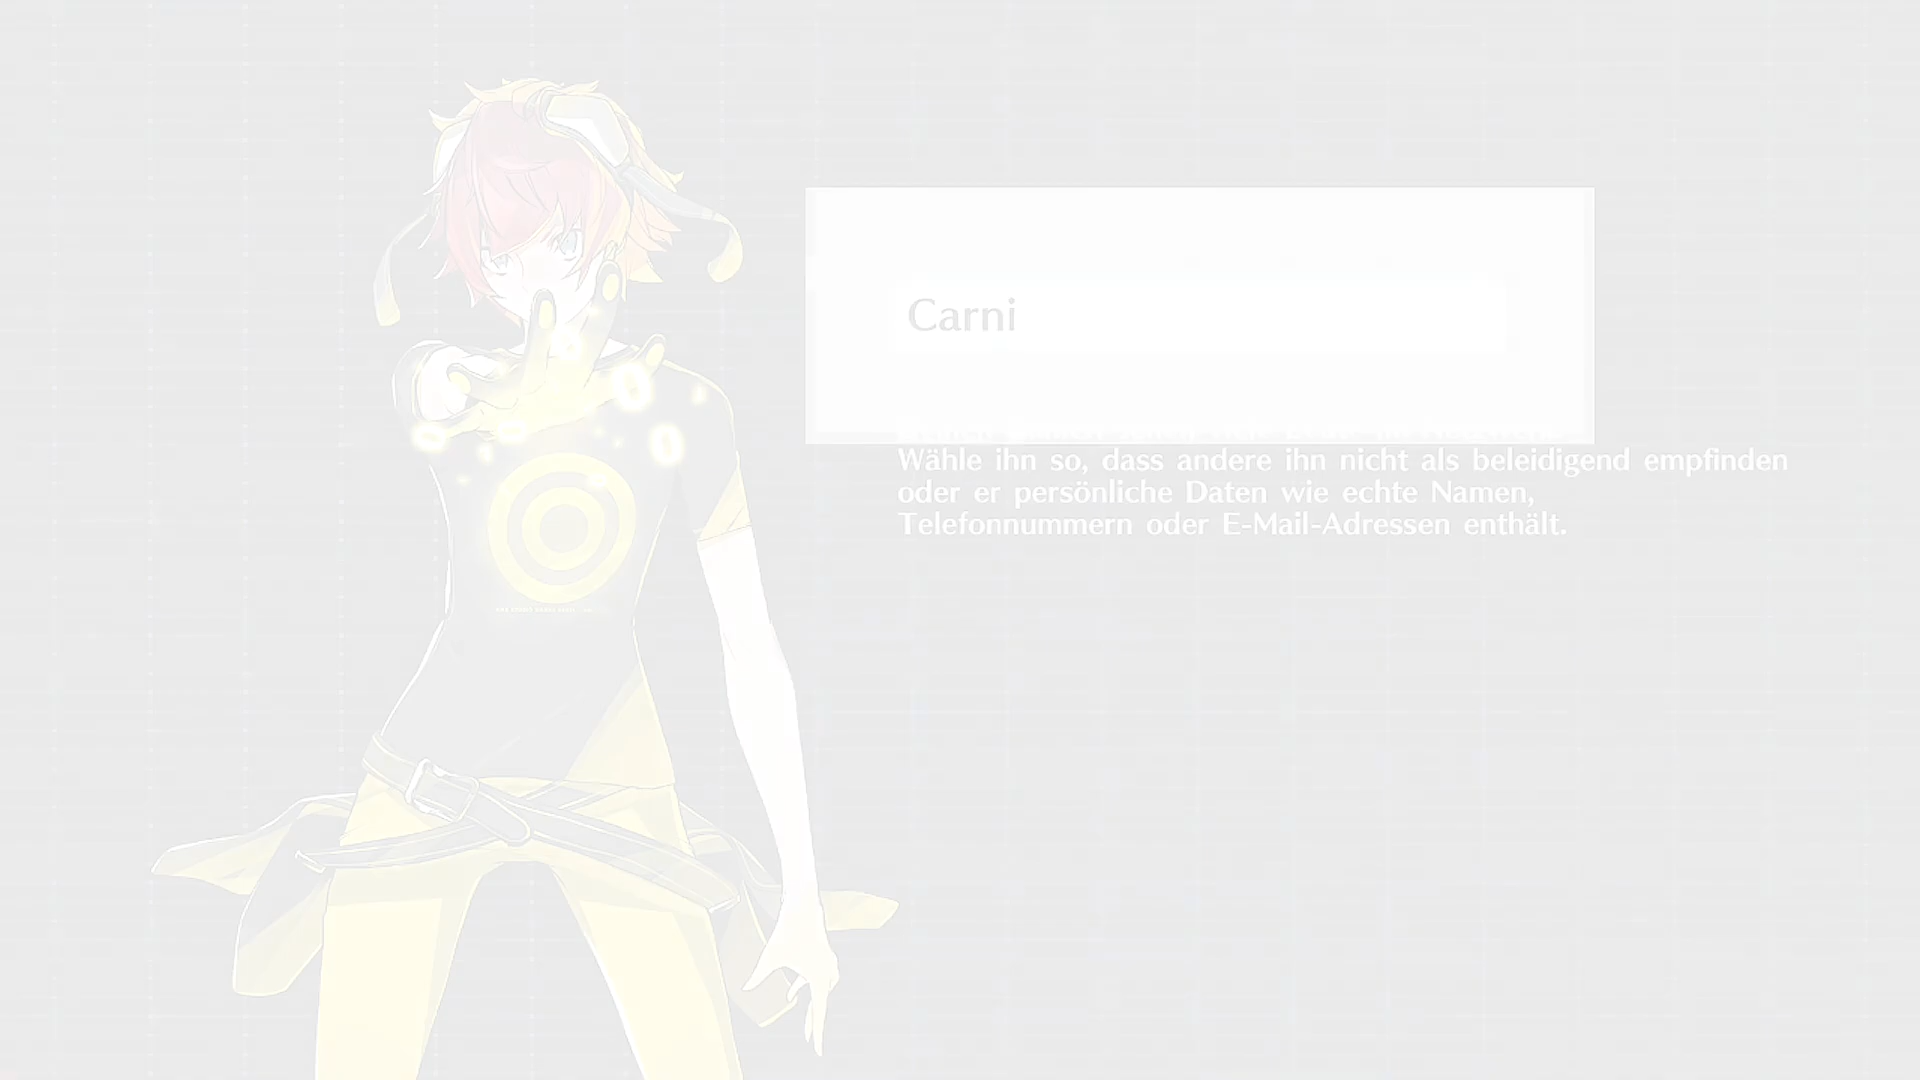 Carni
Wähle ihn so, dass andere ihn nicht als beleidigend empfinden
oder er persönliche Daten wie echte Namen,
Telefonnummern oder E-Mail-Adressen enthält.